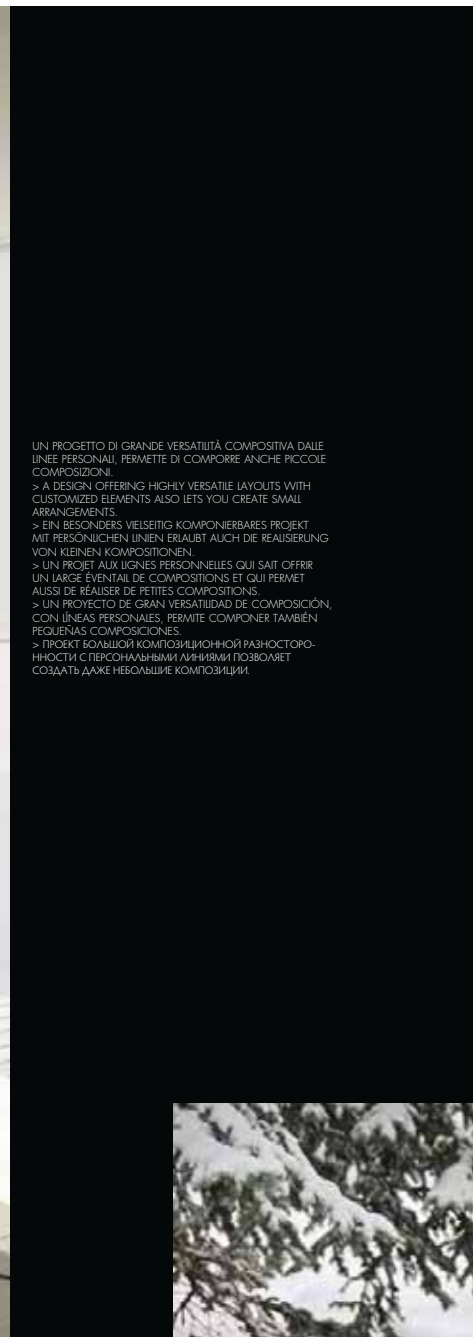 UN PROGETTO DI GRANDE VERSATILITÀ COMPOSITIVA DALLE
LINEE PERSONALI, PERMETTE DI COMPORRE ANCHE PICCOLE
COMPOSIZIONI.
> A DESIGN OFFERING HIGHLY VERSATILE LAYOUTS WITH
CUSTOMIZED ELEMENTS ALSO LETS YOU CREATE SMALL
ARRANGEMENTS.
> EIN BESONDERS VIELSEITIG KOMPONIERBARES PROJEKT
MIT PERSÖNLICHEN LINIEN ERLAUBT AUCH DIE REALISIERUNG
VON KLEINEN KOMPOSITIONEN.
> UN PROJET AUX LIGNES PERSONNELLES QUI SAIT OFFRIR
UN LARGE ÉVENTAIL DE COMPOSITIONS ET QUI PERMET
AUSSI DE RÉALISER DE PETITES COMPOSITIONS.
> UN PROYECTO DE GRAN VERSATILIDAD DE COMPOSICIÓN,
CON LÍNEAS PERSONALES, PERMITE COMPONER TAMBIÉN
PEQUEÑAS COMPOSICIONES.
> ПРОЕКТ БОЛЬШОЙ КОМПОЗИЦИОННОЙ РАЗНОСТОРО-
ННОСТИ С ПЕРСОНАЛЬНЫМИ ЛИНИЯМИ ПОЗВОЛЯЕТ
СОЗДАТЬ ДАЖЕ НЕБОЛЬШИЕ КОМПОЗИЦИИ.